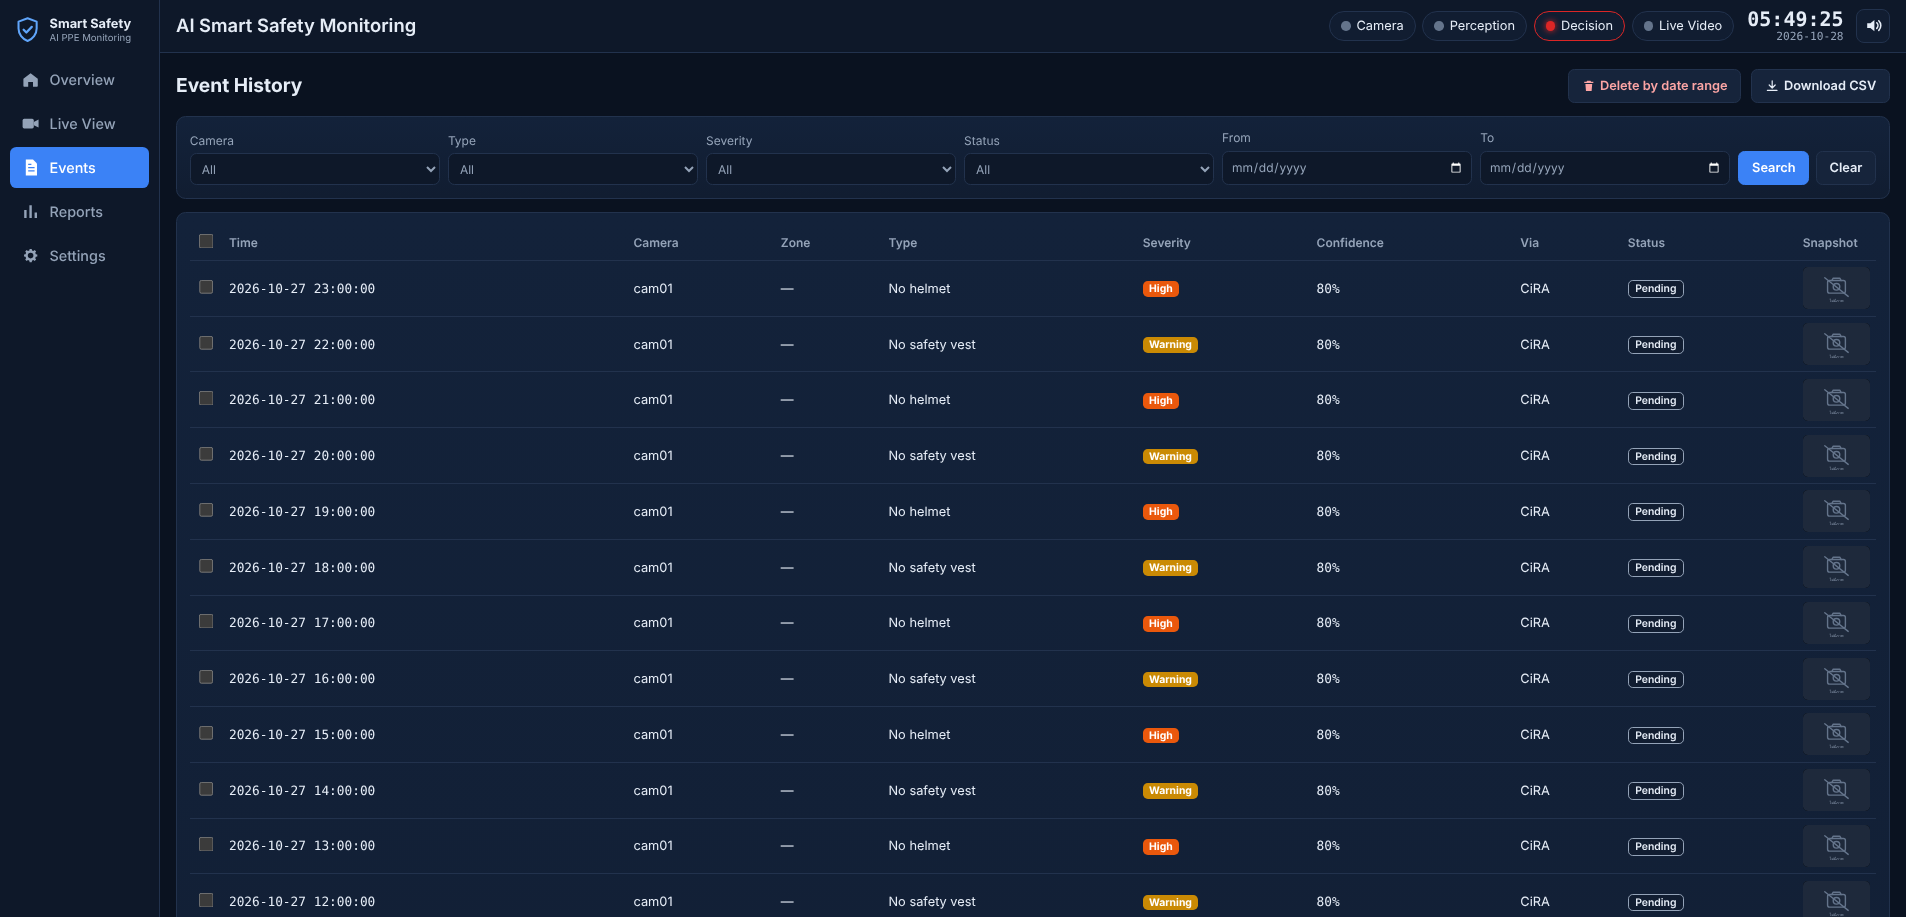 Smart Safety
AI PPE Monitoring
Overview
Live View
Events
Reports
Settings
AI Smart Safety Monitoring
Camera Perception Decision Live Video
05:49:25
2026-10-28
Event History
Delete by date range Download CSV
Camera Type Severity Status From To
All All All All mm/dd/yyyy mm/dd/yyyy Search Clear
Time Camera Zone Type Severity Confidence Via Status Snapshot
2026-10-27 23:00:00 cam01 — No helmet High 80% CiRA Pending
2026-10-27 22:00:00 cam01 — No safety vest Warning 80% CiRA Pending
2026-10-27 21:00:00 cam01 — No helmet High 80% CiRA Pending
2026-10-27 20:00:00 cam01 — No safety vest Warning 80% CiRA Pending
2026-10-27 19:00:00 cam01 — No helmet High 80% CiRA Pending
2026-10-27 18:00:00 cam01 — No safety vest Warning 80% CiRA Pending
2026-10-27 17:00:00 cam01 — No helmet High 80% CiRA Pending
2026-10-27 16:00:00 cam01 — No safety vest Warning 80% CiRA Pending
2026-10-27 15:00:00 cam01 — No helmet High 80% CiRA Pending
2026-10-27 14:00:00 cam01 — No safety vest Warning 80% CiRA Pending
2026-10-27 13:00:00 cam01 — No helmet High 80% CiRA Pending
2026-10-27 12:00:00 cam01 — No safety vest Warning 80% CiRA Pending